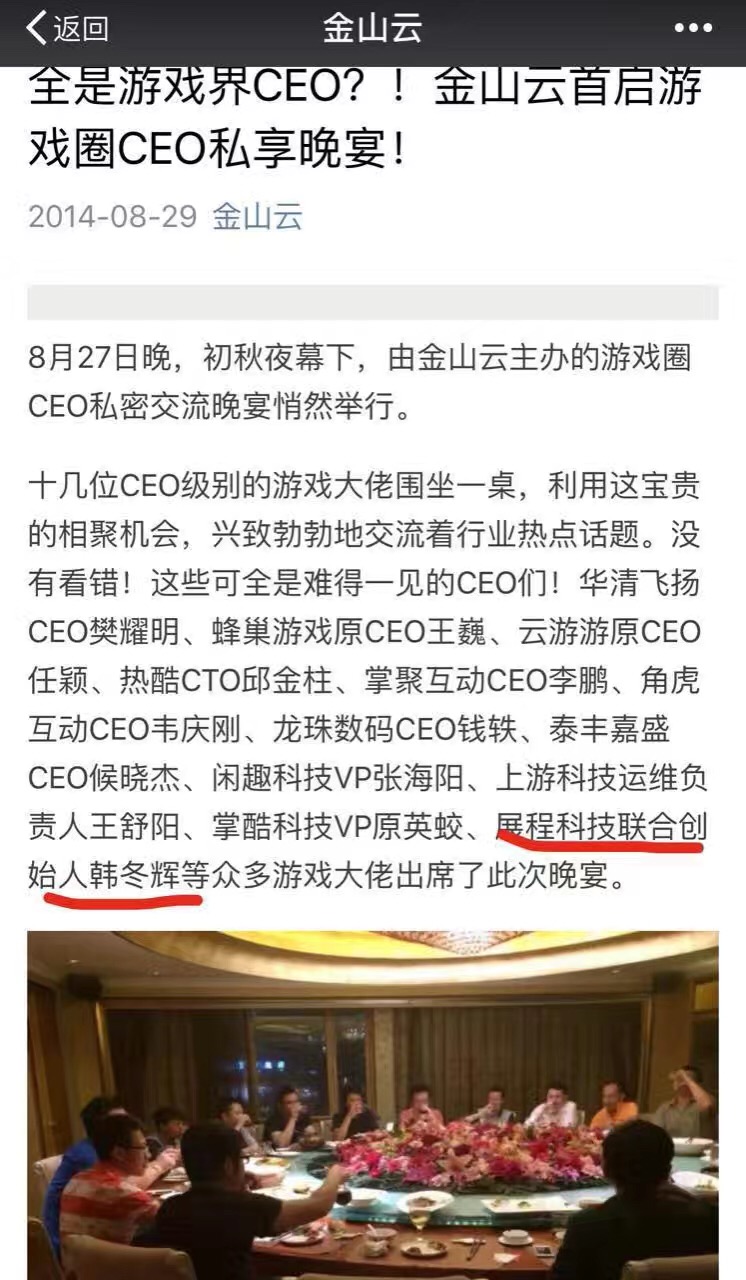 返回
金山云
全是游戏界CEO？！金山云首启游
戏圈CEO私享晚宴！
2014-08-29 金山云
8月27日晚，初秋夜幕下，由金山云主办的游戏圈
CEO私密交流晚宴悄然举行。
十几位CEO级别的游戏大佬围坐一桌，利用这宝贵
的相聚机会，兴致勃勃地交流着行业热点话题。没
有看错！这些可全是难得一见的CEO们！华清飞扬
CEO樊耀明、蜂巢游戏原CEO王巍、云游游原CEO
任颖、热酷CTO邱金柱、掌聚互动CEO李鹏、角虎
互动CEO韦庆刚、龙珠数码CEO钱轶、泰丰嘉盛
CEO候晓杰、闲趣科技VP张海阳、上游科技运维负
责人王舒阳、掌酷科技VP原英蛟、展程科技联合创
始人韩冬辉等众多游戏大佬出席了此次晚宴。